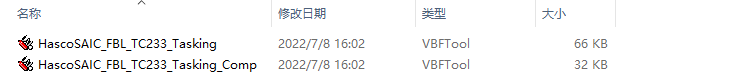 名称 修改日期 类型 大小
HascoSAIC_FBL_TC233_Tasking 2022/7/8 16:02 VBFTool 66 KB
HascoSAIC_FBL_TC233_Tasking_Comp 2022/7/8 16:02 VBFTool 32 KB